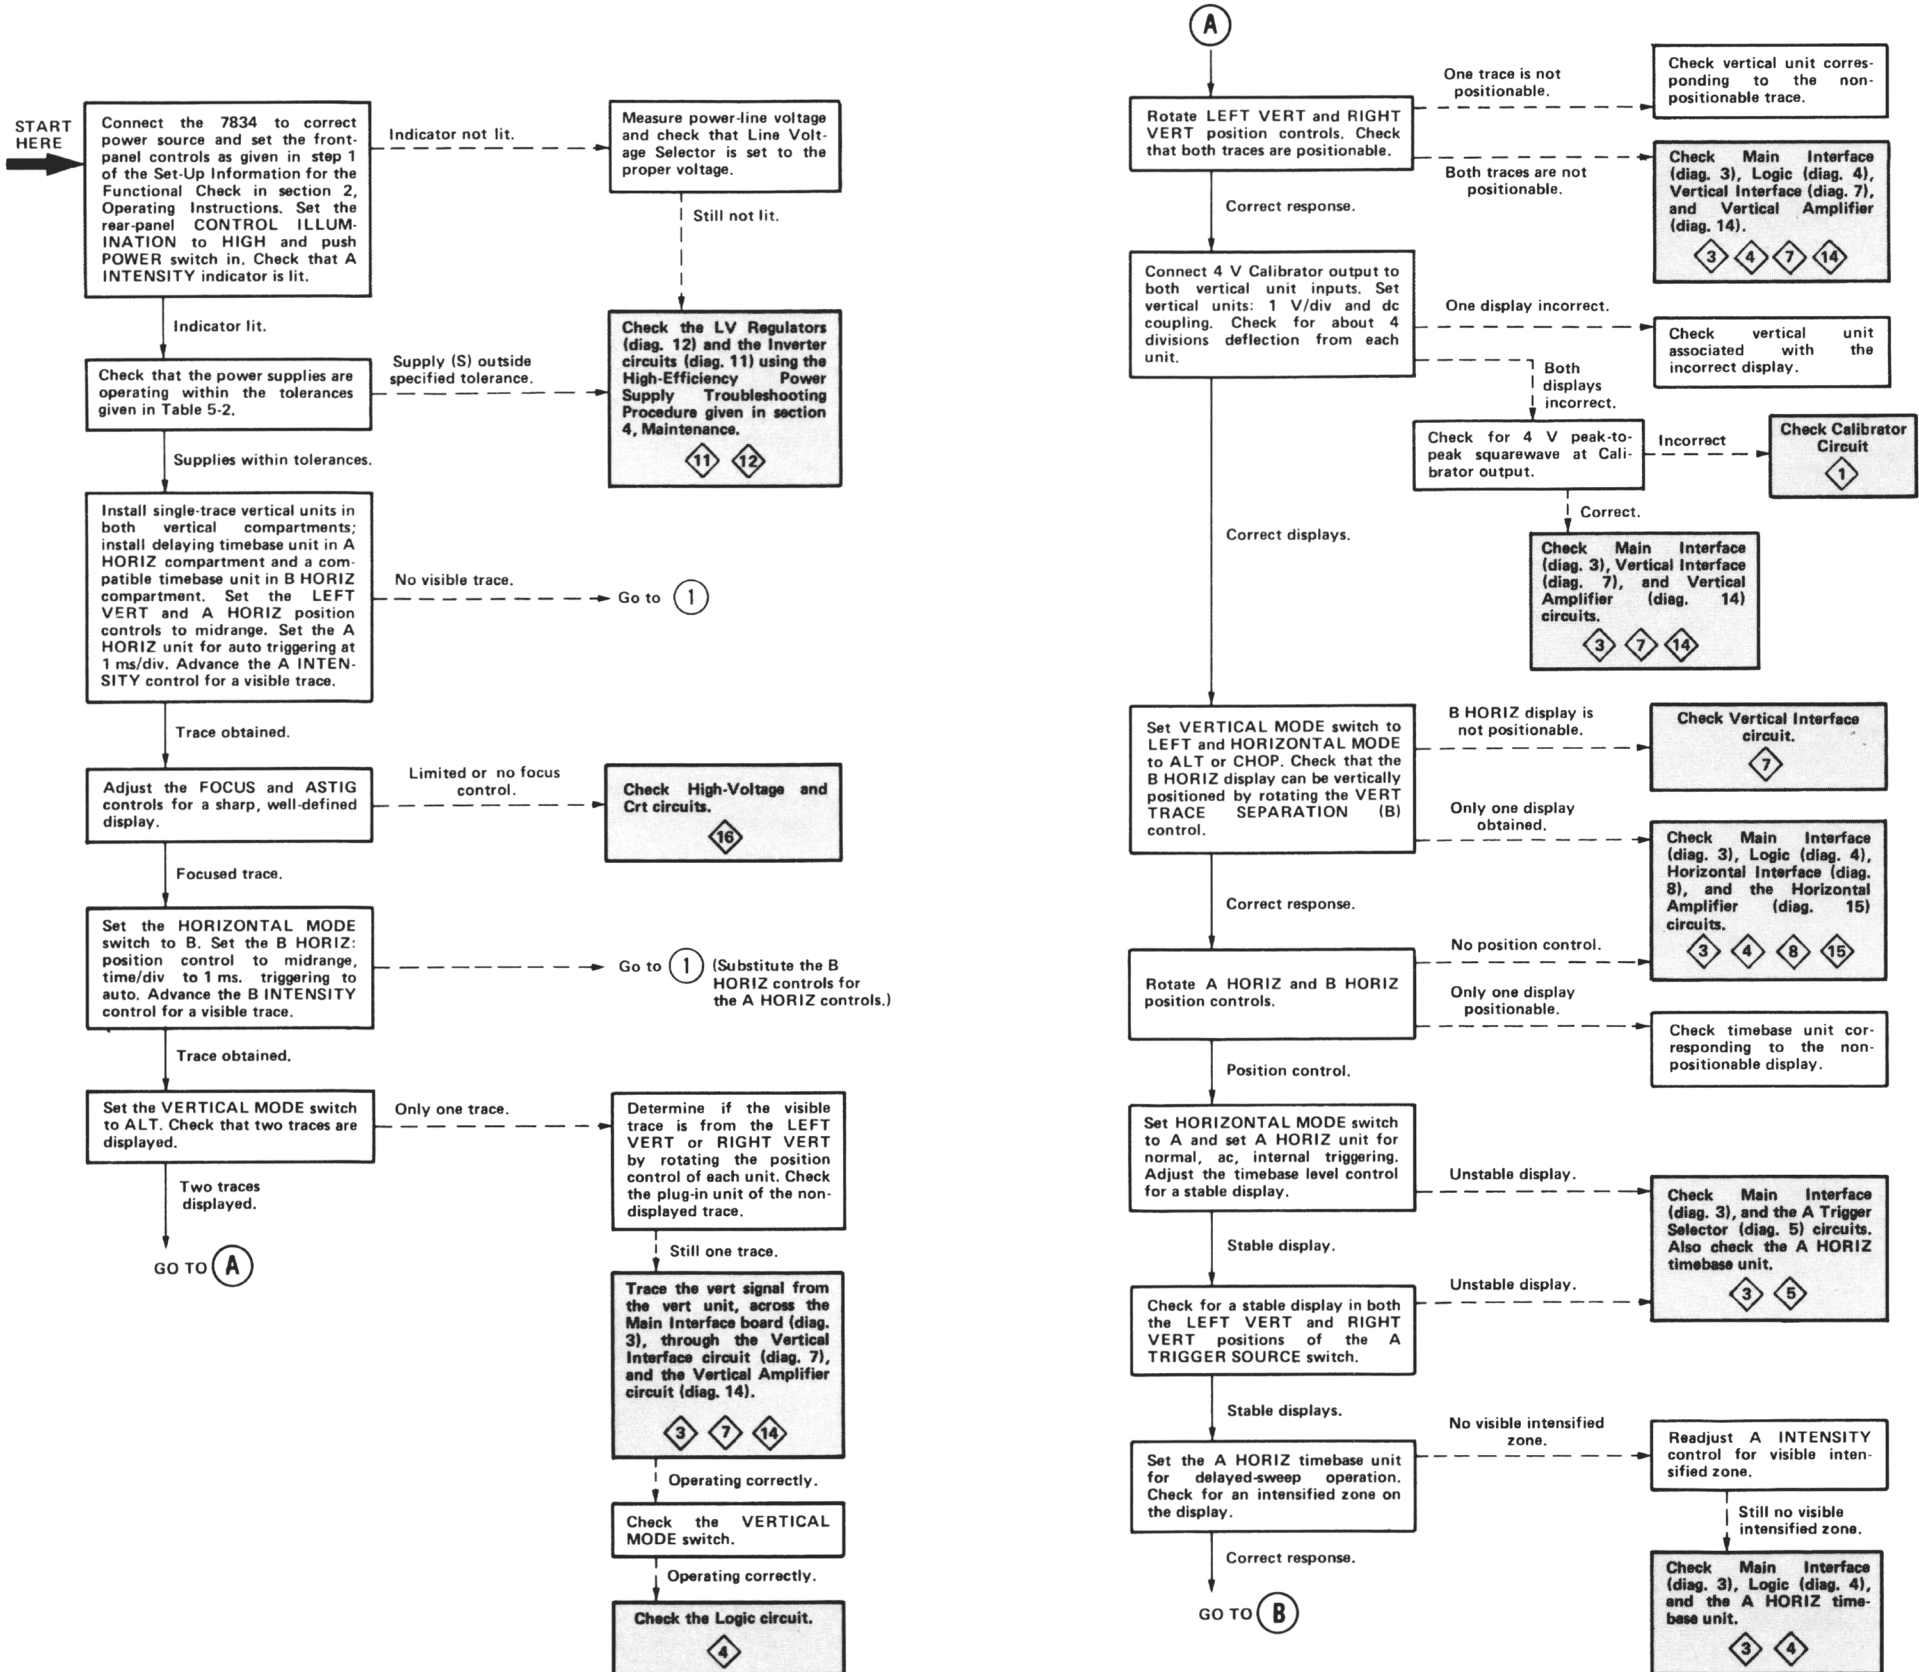 START
HERE
Connect the 7834 to correct
power source and set the front-
panel controls as given in step 1
of the Set-Up Information for the
Functional Check in section 2,
Operating Instructions. Set the
rear-panel CONTROL ILLUM-
INATION to HIGH and push
POWER switch in. Check that A
INTENSITY indicator is lit.
Indicator not lit.
Measure power-line voltage
and check that Line Volt-
age Selector is set to the
proper voltage.
Still not lit.
Check the LV Regulators
(diag. 12) and the Inverter
circuits (diag. 11) using the
High-Efficiency Power
Supply Troubleshooting
Procedure given in section
4, Maintenance.
11 12
Indicator lit.
Check that the power supplies are
operating within the tolerances
given in Table 5-2.
Supply (S) outside
specified tolerance.
Supplies within tolerances.
Install single-trace vertical units in
both vertical compartments;
install delaying timebase unit in A
HORIZ compartment and a com-
patible timebase unit in B HORIZ
compartment. Set the LEFT
VERT and A HORIZ position
controls to midrange. Set the A
HORIZ unit for auto triggering at
1 ms/div. Advance the A INTEN-
SITY control for a visible trace.
No visible trace.
Go to 1
Trace obtained.
Adjust the FOCUS and ASTIG
controls for a sharp, well-defined
display.
Limited or no focus
control.
Check High-Voltage and
Crt circuits.
16
Focused trace.
Set the HORIZONTAL MODE
switch to B. Set the B HORIZ:
position control to midrange,
time/div to 1 ms. triggering to
auto. Advance the B INTENSITY
control for a visible trace.
Go to 1 (Substitute the B
HORIZ controls for
the A HORIZ controls.)
Trace obtained.
Set the VERTICAL MODE switch
to ALT. Check that two traces are
displayed.
Only one trace.
Determine if the visible
trace is from the LEFT
VERT or RIGHT VERT
by rotating the position
control of each unit. Check
the plug-in unit of the non-
displayed trace.
Two traces
displayed.
GO TO A
Still one trace.
Trace the vert signal from
the vert unit, across the
Main Interface board (diag.
3), through the Vertical
Interface circuit (diag. 7),
and the Vertical Amplifier
circuit (diag. 14).
3 7 14
Operating correctly.
Check the VERTICAL
MODE switch.
Operating correctly.
Check the Logic circuit.
4
A
Rotate LEFT VERT and RIGHT
VERT position controls. Check
that both traces are positionable.
One trace is not
positionable.
Check vertical unit corres-
ponding to the non-
positionable trace.
Both traces are not
positionable.
Check Main Interface
(diag. 3), Logic (diag. 4),
Vertical Interface (diag. 7),
and Vertical Amplifier
(diag. 14).
3 4 7 14
Correct response.
Connect 4 V Calibrator output to
both vertical unit inputs. Set
vertical units: 1 V/div and dc
coupling. Check for about 4
divisions deflection from each
unit.
One display incorrect.
Check vertical unit
associated with the
incorrect display.
Both
displays
incorrect.
Check for 4 V peak-to-
peak squarewave at Cali-
brator output.
Incorrect
Check Calibrator
Circuit
1
Correct.
Check Main Interface
(diag. 3), Vertical Interface
(diag. 7), and Vertical
Amplifier (diag. 14)
circuits.
3 7 14
Correct displays.
Set VERTICAL MODE switch to
LEFT and HORIZONTAL MODE
to ALT or CHOP. Check that the
B HORIZ display can be vertically
positioned by rotating the VERT
TRACE SEPARATION (B)
control.
B HORIZ display is
not positionable.
Check Vertical Interface
circuit.
7
Only one display
obtained.
Check Main Interface
(diag. 3), Logic (diag. 4),
Horizontal Interface (diag.
8), and the Horizontal
Amplifier (diag. 15)
circuits.
3 4 8 15
Correct response.
Rotate A HORIZ and B HORIZ
position controls.
No position control.
Only one display
positionable.
Check timebase unit cor-
responding to the non-
positionable display.
Position control.
Set HORIZONTAL MODE switch
to A and set A HORIZ unit for
normal, ac, internal triggering.
Adjust the timebase level control
for a stable display.
Unstable display.
Check Main Interface
(diag. 3), and the A Trigger
Selector (diag. 5) circuits.
Also check the A HORIZ
timebase unit.
3 5
Stable display.
Check for a stable display in both
the LEFT VERT and RIGHT
VERT positions of the A
TRIGGER SOURCE switch.
Unstable display.
Stable displays.
Set the A HORIZ timebase unit
for delayed-sweep operation.
Check for an intensified zone on
the display.
No visible intensified
zone.
Readjust A INTENSITY
control for visible inten-
sified zone.
Still no visible
intensified zone.
Check Main Interface
(diag. 3), Logic (diag. 4),
and the A HORIZ time-
base unit.
3 4
Correct response.
GO TO B